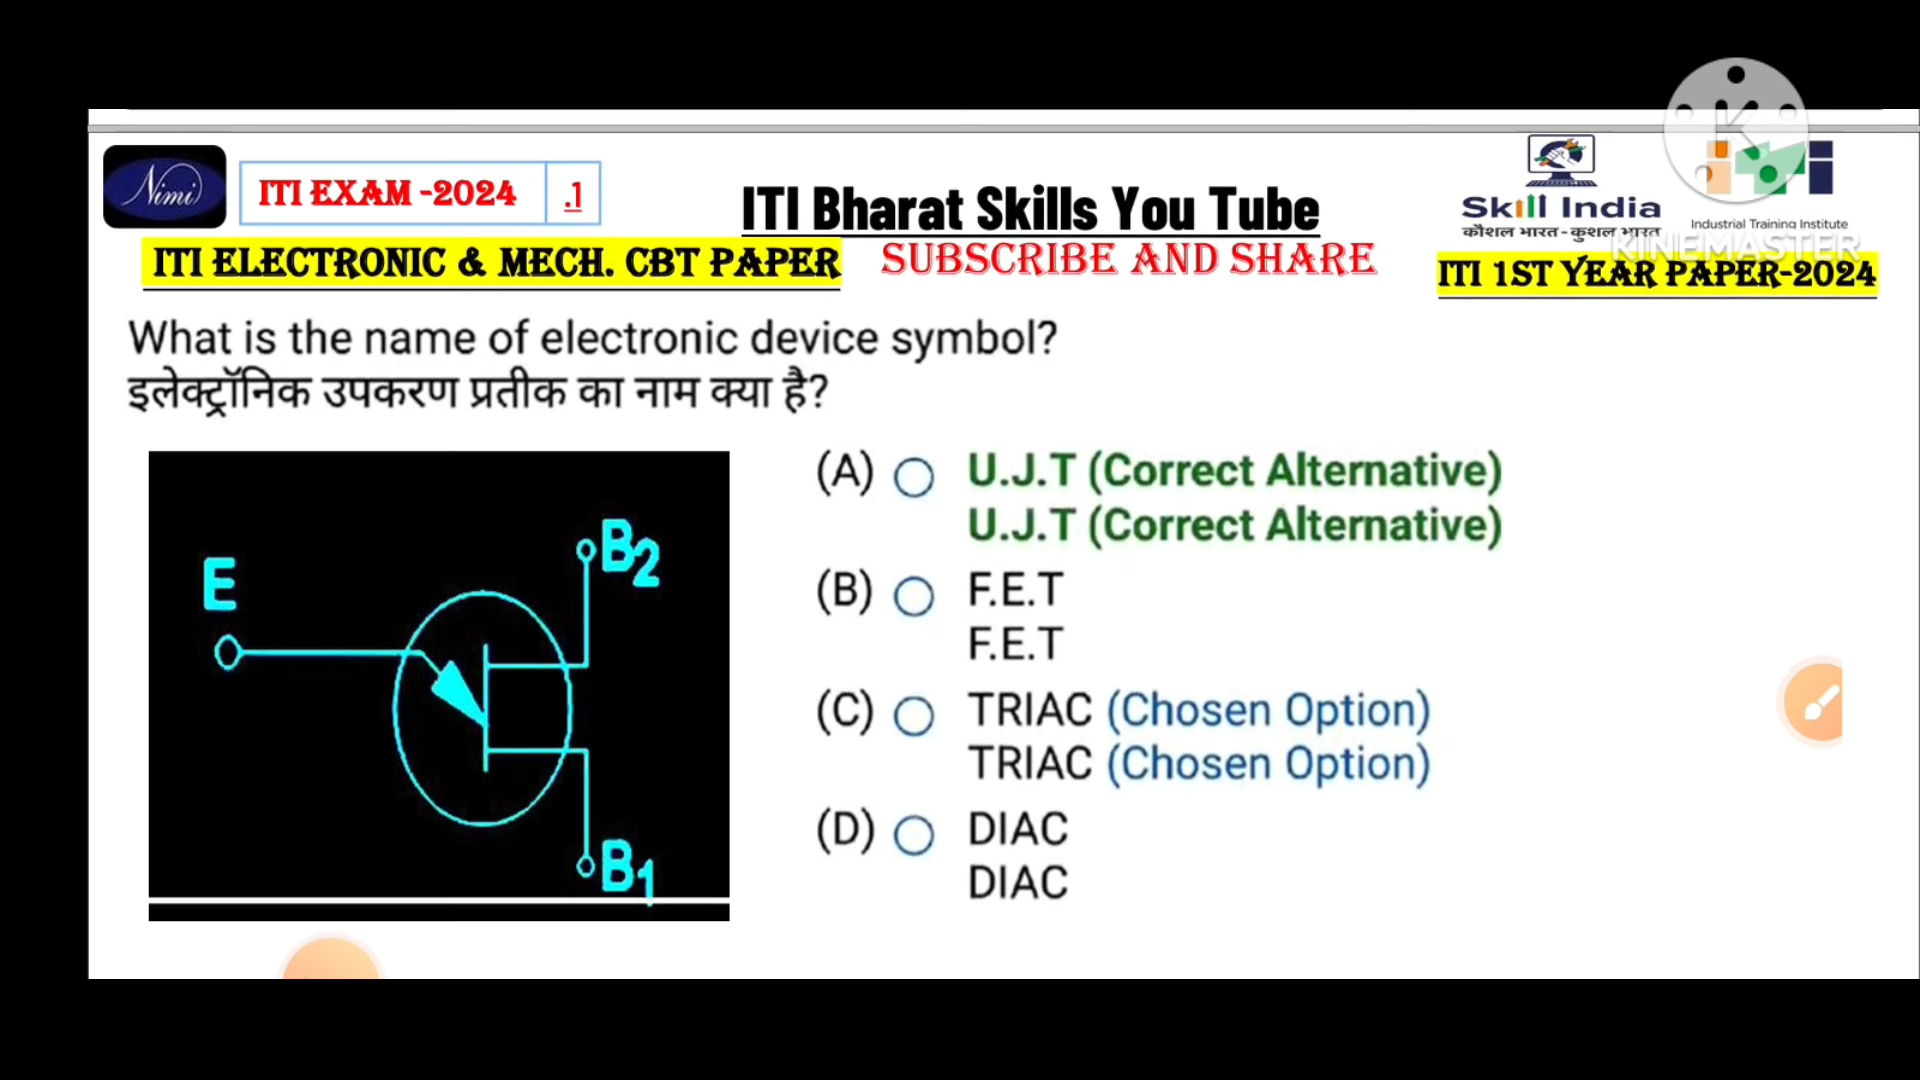 Nimi
ITI EXAM -2024 .1
ITI Bharat Skills You Tube
Skill India
कौशल भारत-कुशल भारत
Industrial Training Institute
K
KINEMASTER
ITI ELECTRONIC & MECH. CBT PAPER
SUBSCRIBE AND SHARE
ITI 1ST YEAR PAPER-2024
What is the name of electronic device symbol?
इलेक्ट्रॉनिक उपकरण प्रतीक का नाम क्या है?
E
B2
B1
(A) U.J.T (Correct Alternative)
U.J.T (Correct Alternative)
(B) F.E.T
F.E.T
(C) TRIAC (Chosen Option)
TRIAC (Chosen Option)
(D) DIAC
DIAC